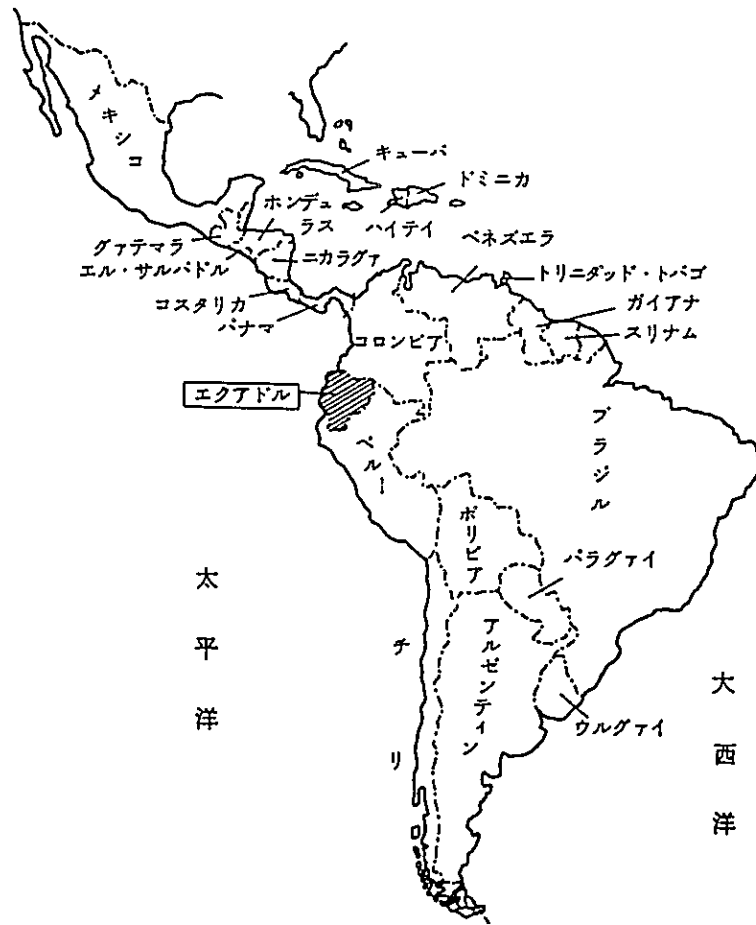 メキシコ
キューバ
ドミニカ
ホンデュ
ラス
ハイテイ
ベネズエラ
グァテマラ
エル・サルバドル
ニカラグァ
トリニダッド・トバゴ
コスタリカ
パナマ
ガイアナ
スリナム
コロンビア
エクアドル
ペルー
ブラジル
ボリビア
パラグァイ
太平洋
チリ
アルゼンティン
ウルグァイ
大西洋